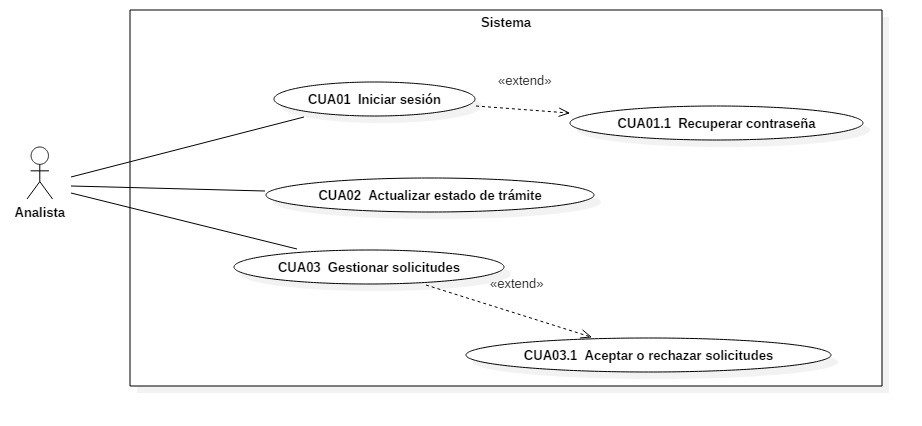 Sistema
«extend»
CUA01 Iniciar sesión
CUA01.1 Recuperar contraseña
CUA02 Actualizar estado de trámite
Analista
CUA03 Gestionar solicitudes
«extend»
CUA03.1 Aceptar o rechazar solicitudes